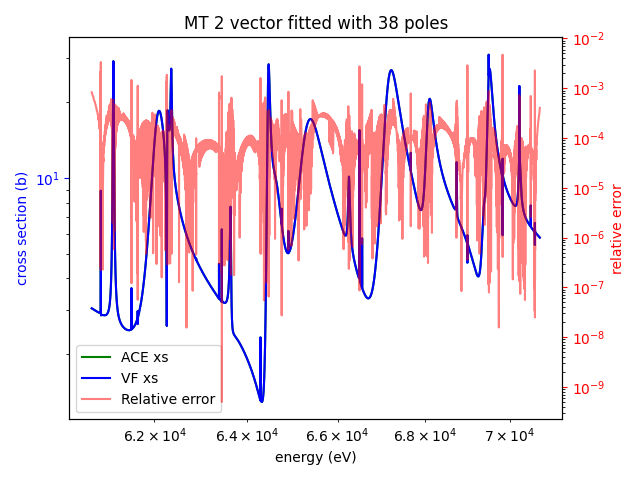 MT 2 vector fitted with 38 poles
cross section (b)
10¹
10⁻²
10⁻³
10⁻⁴
10⁻⁵
10⁻⁶
10⁻⁷
10⁻⁸
10⁻⁹
relative error
ACE xs
VF xs
Relative error
6.2 × 10⁴ 6.4 × 10⁴ 6.6 × 10⁴ 6.8 × 10⁴ 7 × 10⁴
energy (eV)